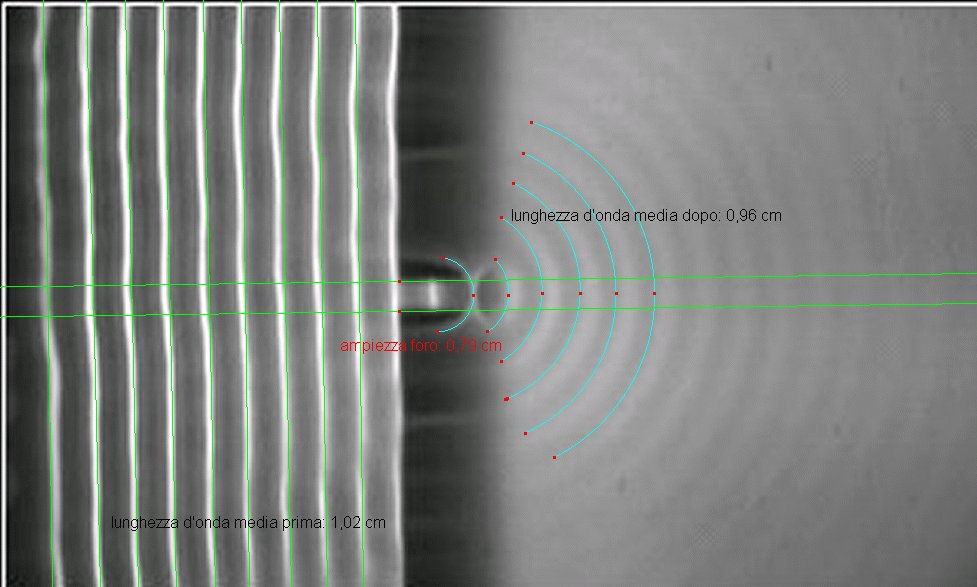 lunghezza d'onda media dopo: 0,96 cm
ampiezza foro: 0,79 cm
lunghezza d'onda media prima: 1,02 cm